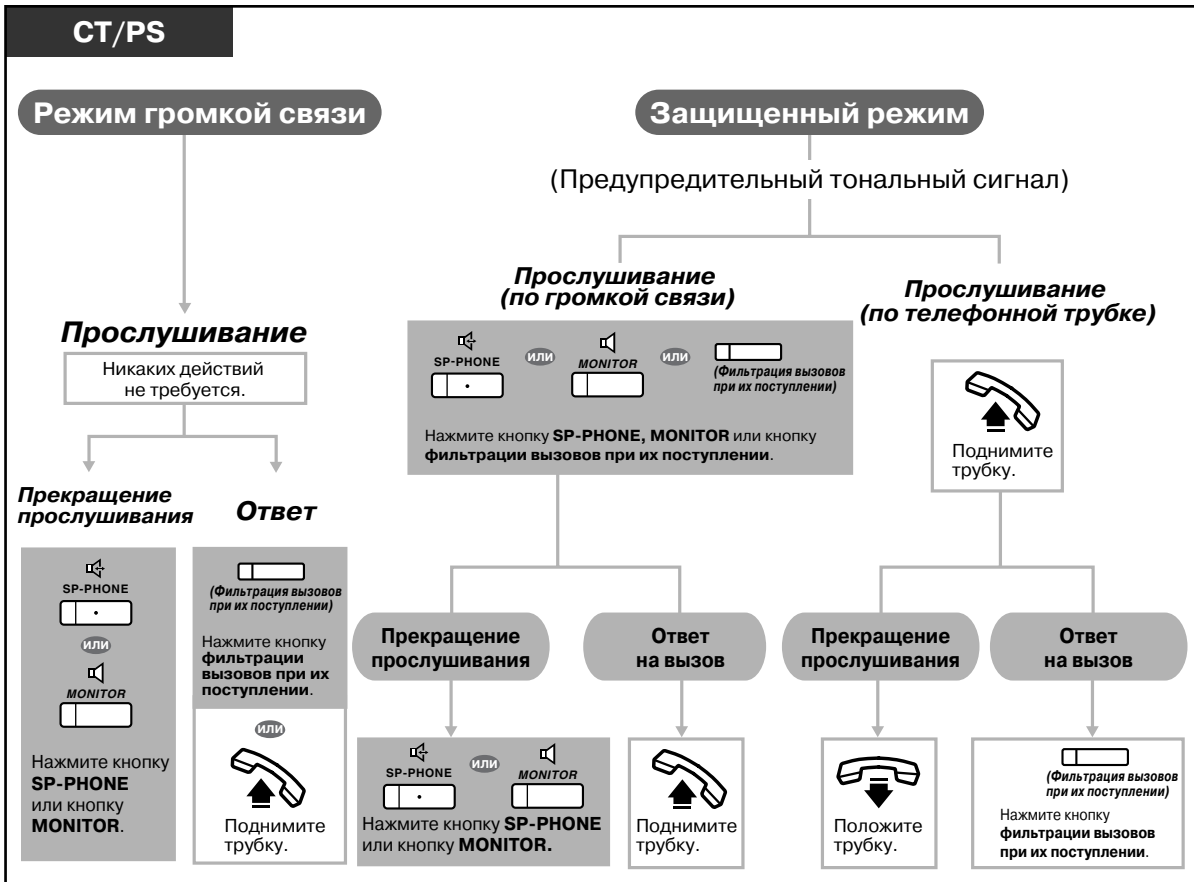 CT/PS
Режим громкой связи
Прослушивание
Никаких действий
не требуется.
Прекращение
прослушивания
SP-PHONE
или
MONITOR
Нажмите кнопку
SP-PHONE
или кнопку
MONITOR.
Ответ
(Фильтрация вызовов
при их поступлении)
Нажмите кнопку
фильтрации
вызовов при их
поступлении.
или
Поднимите
трубку.
Защищенный режим
(Предупредительный тональный сигнал)
Прослушивание
(по громкой связи)
SP-PHONE
или
MONITOR
или
(Фильтрация вызовов
при их поступлении)
Нажмите кнопку SP-PHONE, MONITOR или кнопку
фильтрации вызовов при их поступлении.
Прекращение
прослушивания
SP-PHONE
или
MONITOR
Нажмите кнопку SP-PHONE
или кнопку MONITOR.
Ответ
на вызов
Поднимите
трубку.
Прослушивание
(по телефонной трубке)
Поднимите
трубку.
Прекращение
прослушивания
Положите
трубку.
Ответ
на вызов
(Фильтрация вызовов
при их поступлении)
Нажмите кнопку
фильтрации вызовов
при их поступлении.